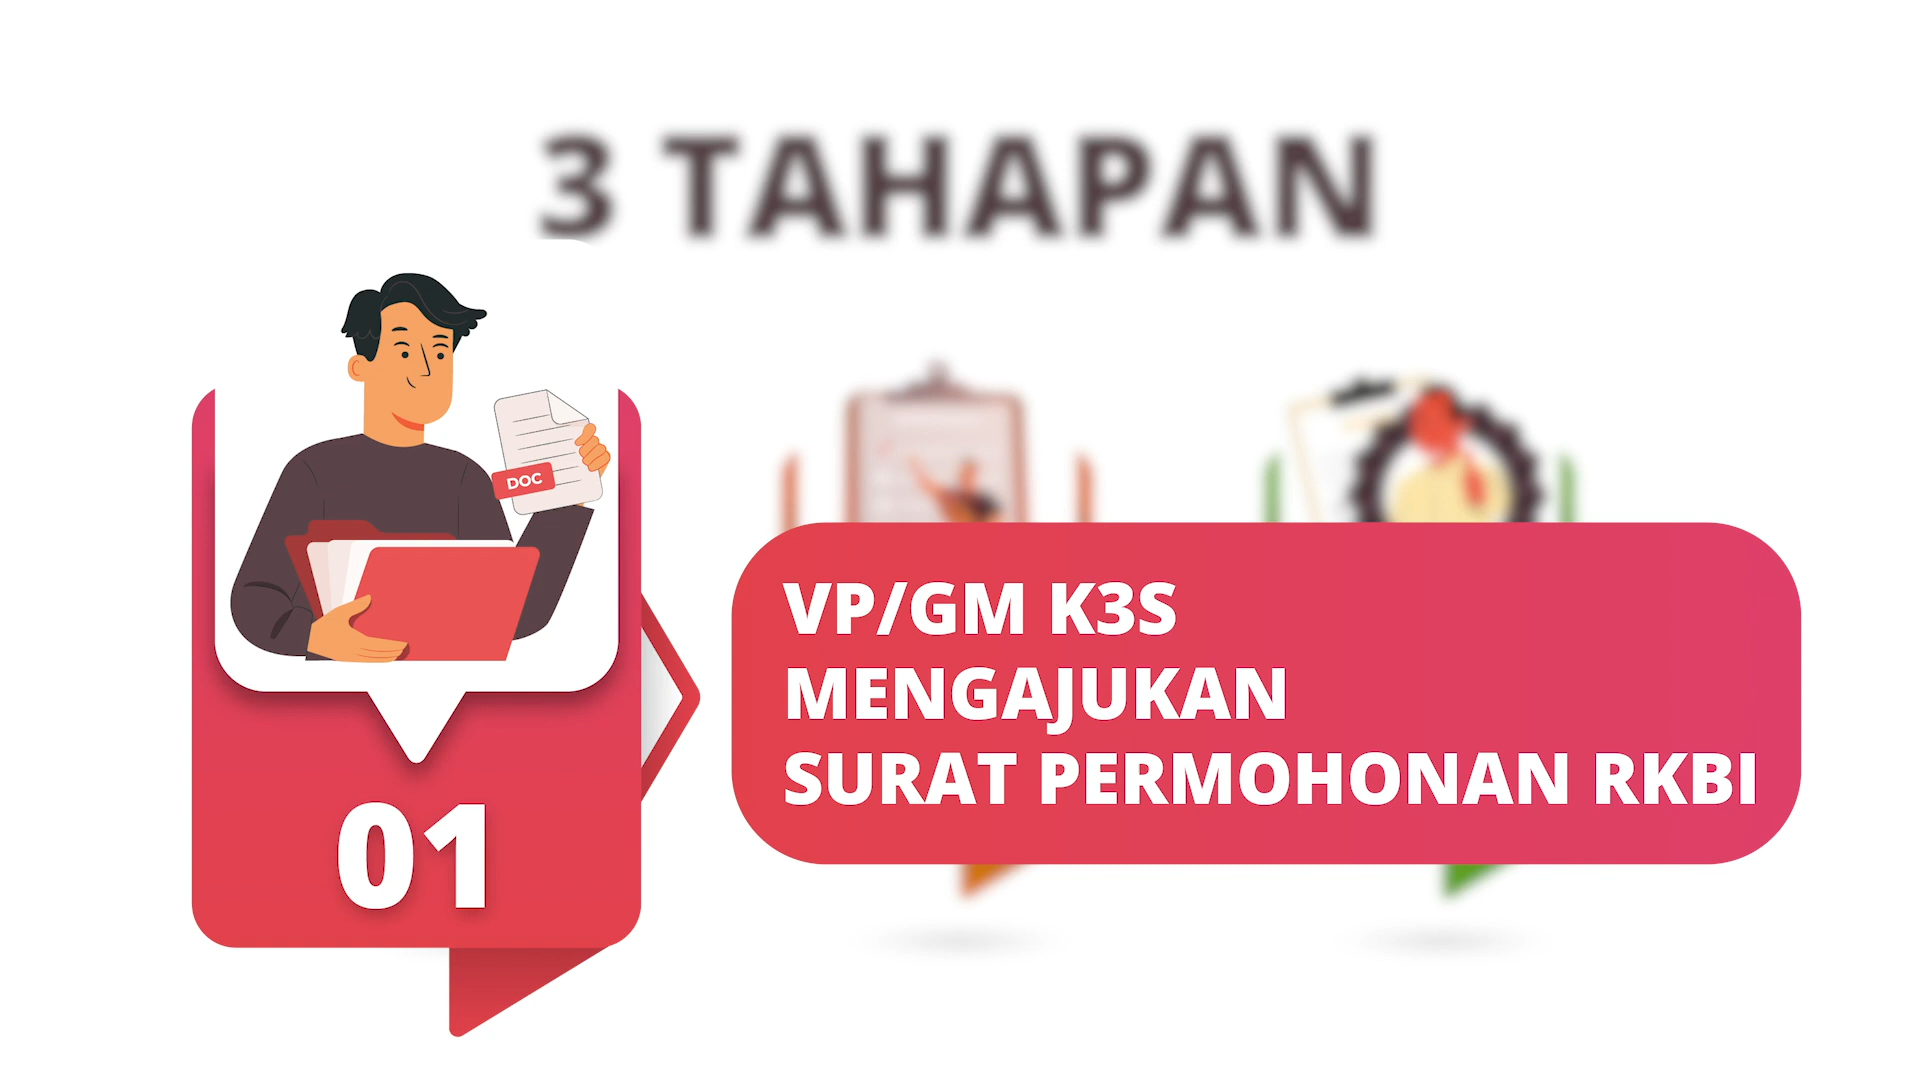 3 TAHAPAN
DOC
01
VP/GM K3S
MENGAJUKAN
SURAT PERMOHONAN RKBI